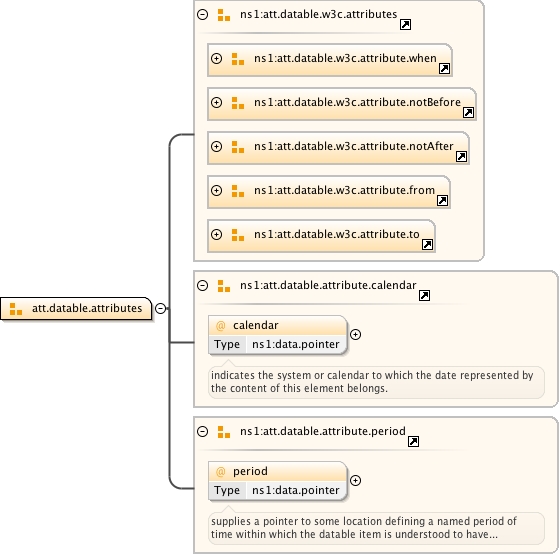 ns1:att.datable.w3c.attributes
ns1:att.datable.w3c.attribute.when
ns1:att.datable.w3c.attribute.notBefore
ns1:att.datable.w3c.attribute.notAfter
ns1:att.datable.w3c.attribute.from
ns1:att.datable.w3c.attribute.to
att.datable.attributes
ns1:att.datable.attribute.calendar
@ calendar
Type ns1:data.pointer
indicates the system or calendar to which the date represented by
the content of this element belongs.
ns1:att.datable.attribute.period
@ period
Type ns1:data.pointer
supplies a pointer to some location defining a named period of
time within which the datable item is understood to have...